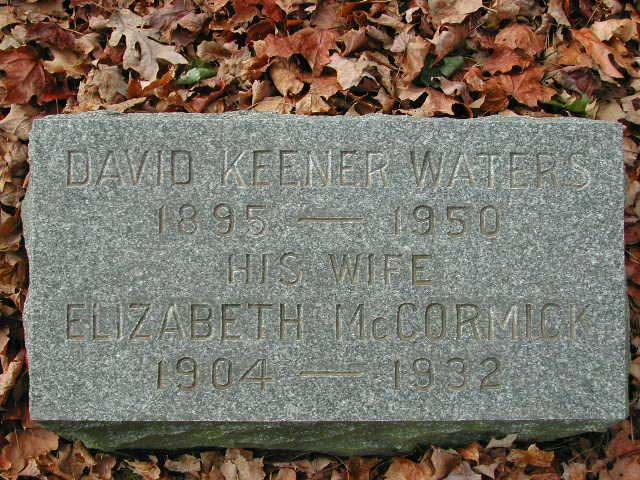 DAVID KEENER WATERS
1895 — 1950
HIS WIFE
ELIZABETH McCORMICK
1904 — 1932